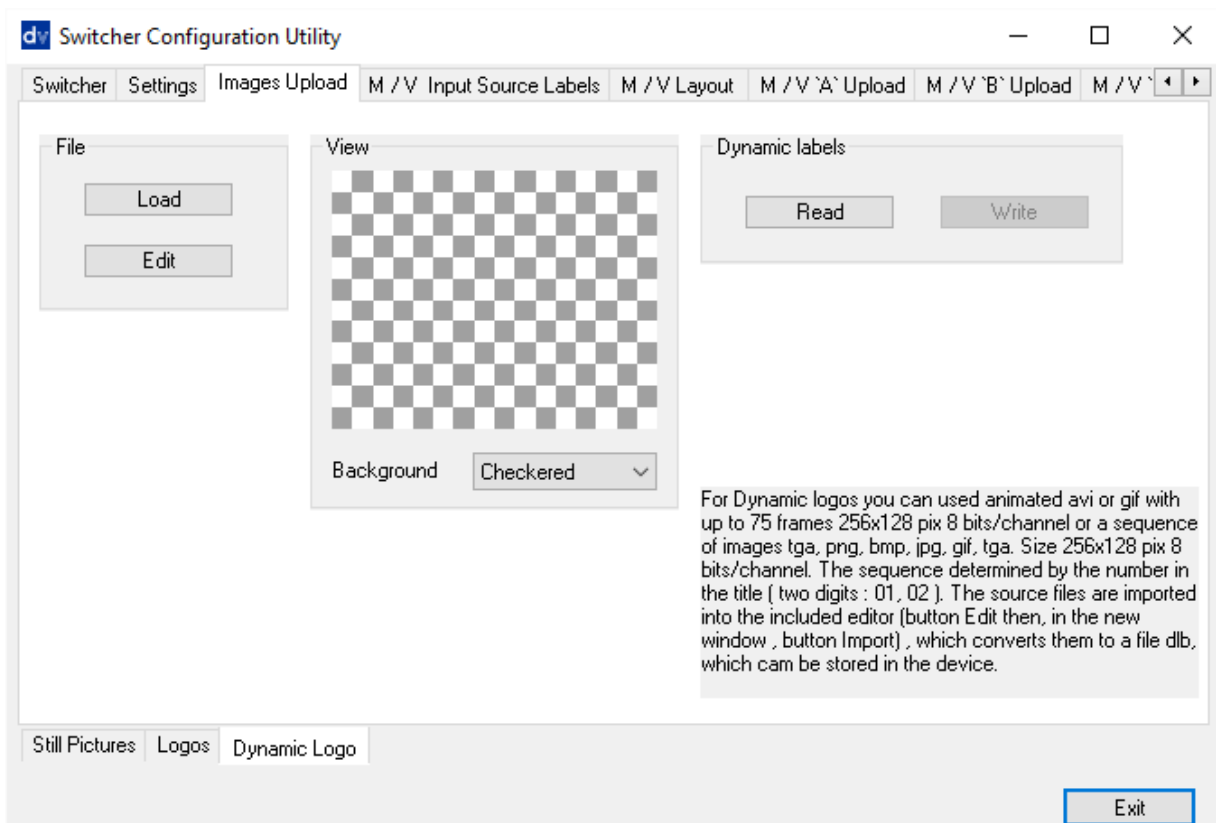 dv Switcher Configuration Utility
Switcher Settings Images Upload M / V Input Source Labels M / V Layout M / V `A` Upload M / V `B` Upload M / V `
File
Load
Edit
View
Background Checkered
Dynamic labels
Read Write
For Dynamic logos you can used animated avi or gif with
up to 75 frames 256x128 pix 8 bits/channel or a sequence
of images tga, png, bmp, jpg, gif, tga. Size 256x128 pix 8
bits/channel. The sequence determined by the number in
the title ( two digits : 01, 02 ). The source files are imported
into the included editor (button Edit then, in the new
window , button Import) , which converts them to a file dlb,
which cam be stored in the device.
Still Pictures Logos Dynamic Logo
Exit